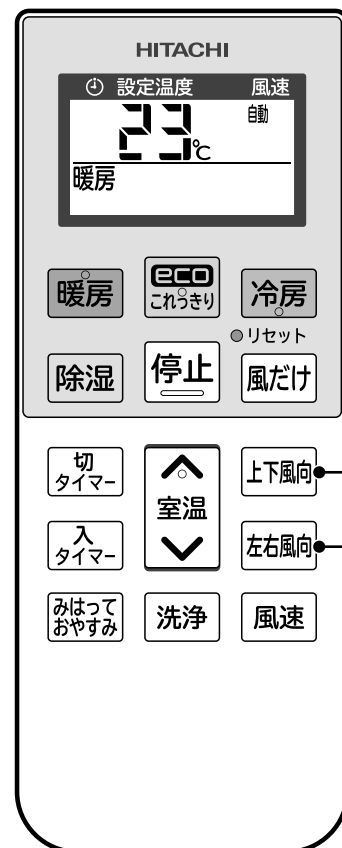 HITACHI
設定温度 風速
23℃ 自動
暖房
暖房 eco これっきり 冷房
リセット
除湿 停止 風だけ
切タイマー 室温 上下風向
入タイマー 左右風向
みはっておやすみ 洗浄 風速